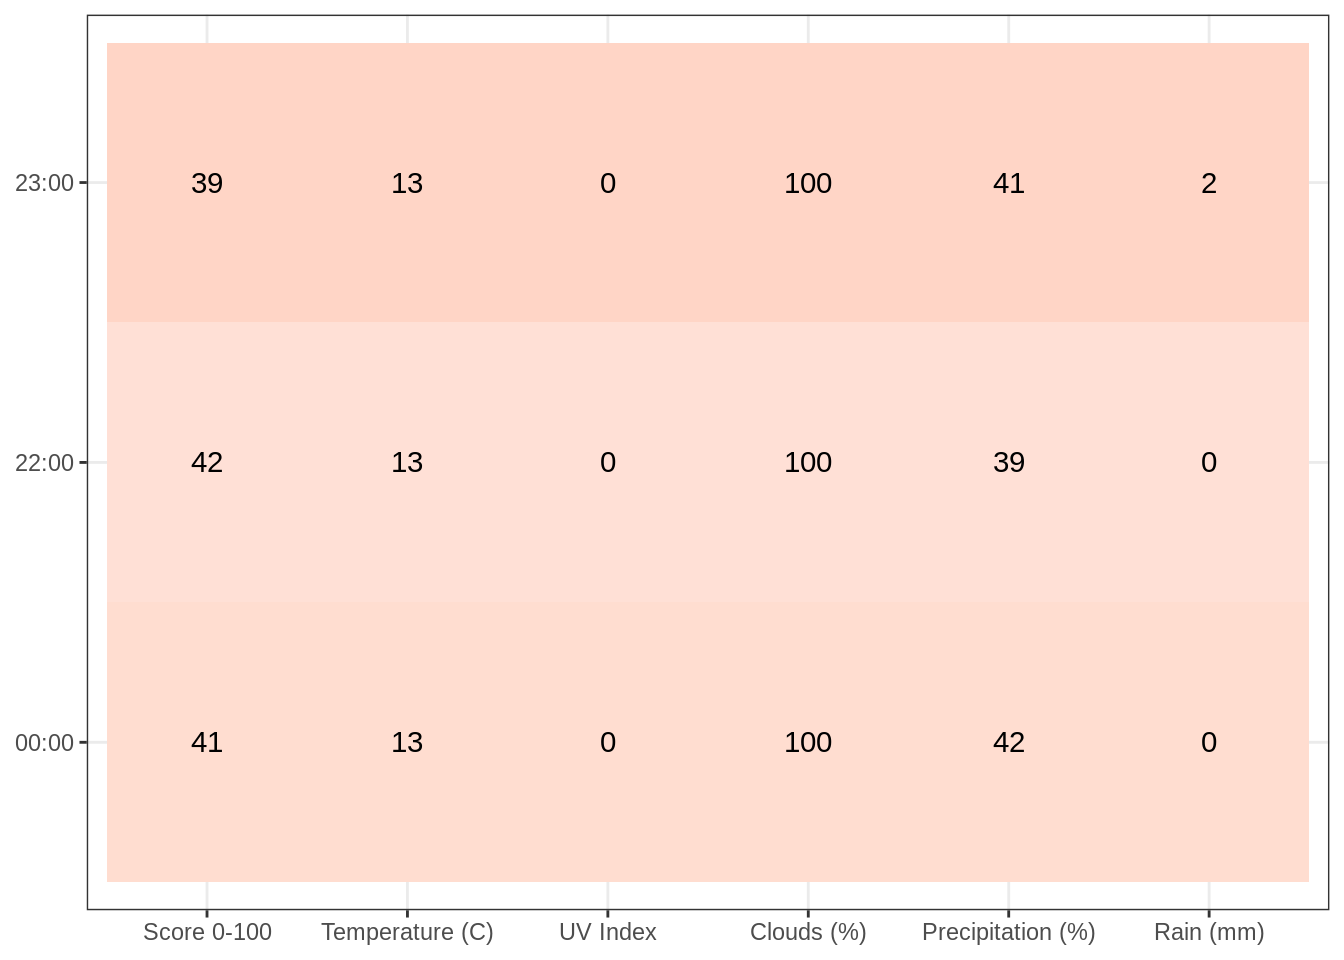 23:00 39 13 0 100 41 2
22:00 42 13 0 100 39 0
00:00 41 13 0 100 42 0
Score 0-100 Temperature (C) UV Index Clouds (%) Precipitation (%) Rain (mm)